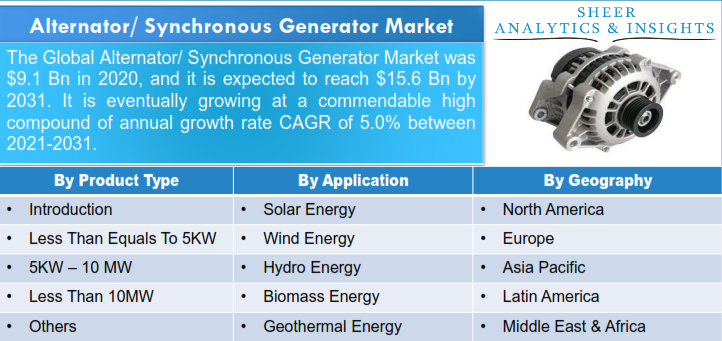 Alternator/ Synchronous Generator Market
SHEER
ANALYTICS & INSIGHTS
The Global Alternator/ Synchronous Generator Market was
$9.1 Bn in 2020, and it is expected to reach $15.6 Bn by
2031. It is eventually growing at a commendable high
compound of annual growth rate CAGR of 5.0% between
2021-2031.
By Product Type By Application By Geography
• Introduction • Solar Energy • North America
• Less Than Equals To 5KW • Wind Energy • Europe
• 5KW – 10 MW • Hydro Energy • Asia Pacific
• Less Than 10MW • Biomass Energy • Latin America
• Others • Geothermal Energy • Middle East & Africa